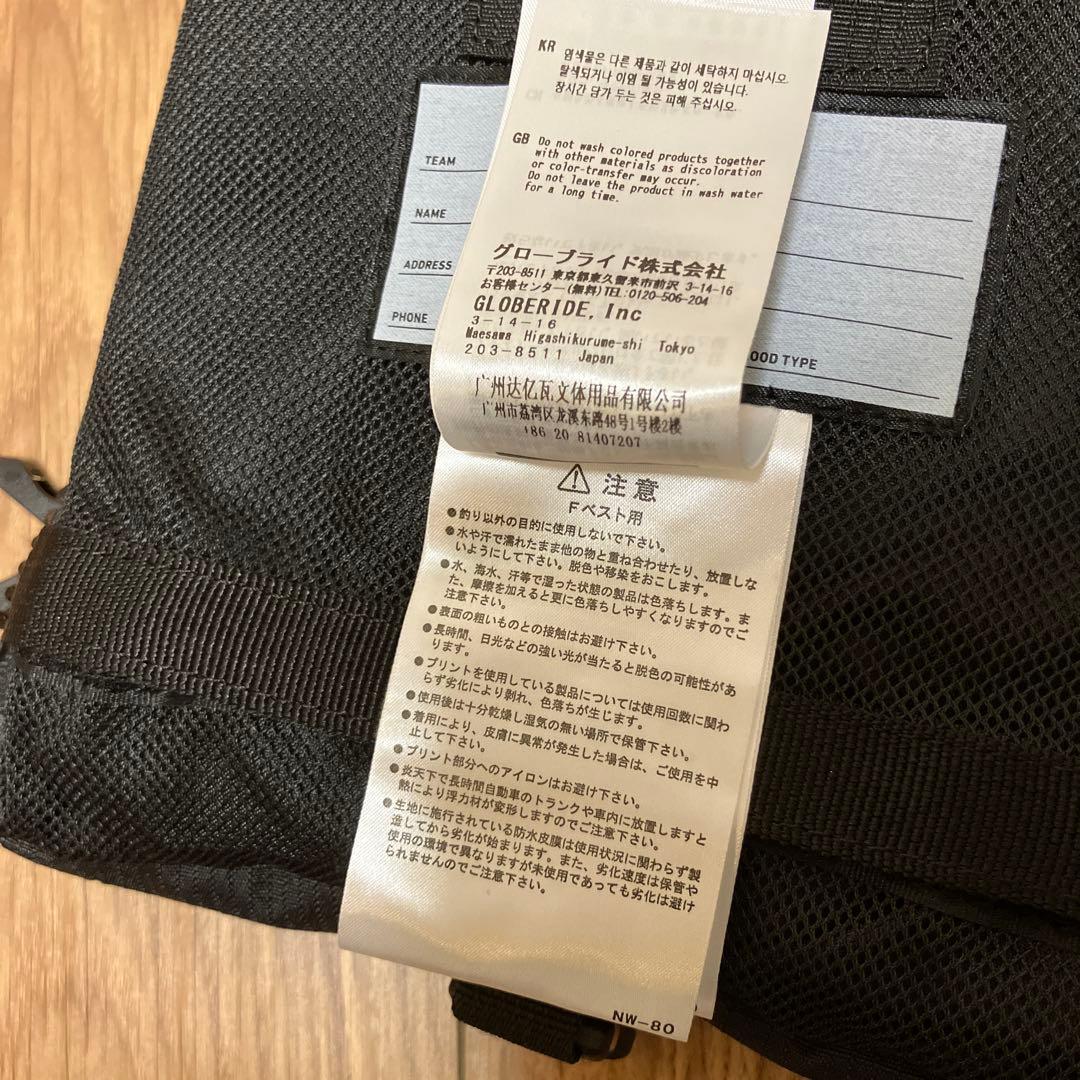 KR 염색물은 다른 제품과 같이 세탁하지 마십시오.
탈색되거나 이염 될 가능성이 있습니다.
장시간 담가 두는 것은 피해 주십시오.
GB Do not wash colored products together
with other materials as discoloration
or color-transfer may occur.
Do not leave the product in wash water
for a long time.
グローブライド株式会社
〒203-8511 東京都東久留米市前沢 3-14-16
お客様センター(無料)TEL:0120-506-204
GLOBERIDE, Inc
3-14-16
Maesawa Higashikurume-shi Tokyo
203-8511 Japan
广州达亿瓦文体用品有限公司
广州市荔湾区龙溪东路48号1号楼2楼
+86 20 81407207
TEAM
NAME
ADDRESS
PHONE
OOD TYPE
⚠ 注意
Fベスト用
●釣り以外の目的に使用しないで下さい。
●水や汗で濡れたまま他の物と重ね合わせたり、放置しな
いようにして下さい。脱色や移染をおこします。
●水、海水、汗等で湿った状態の製品は色落ちします。ま
た、摩擦を加えると更に色落ちしやすくなりますのでご
注意下さい。
●表面の粗いものとの接触はお避け下さい。
●長時間、日光などの強い光が当たると脱色の可能性があ
ります。
●プリントを使用している製品については使用回数に関わ
らず劣化により剥れ、色落ちが生じます。
●使用後は十分乾燥し湿気の無い場所で保管下さい。
●着用により、皮膚に異常が発生した場合は、ご使用を中
止して下さい。
●プリント部分へのアイロンはお避け下さい。
●炎天下で長時間自動車のトランクや車内に放置しますと
熱により浮力材が変形しますのでご注意下さい。
●生地に施行されている防水皮膜は使用状況に関わらず製
造してから劣化が始まります。また、劣化速度は保管や
使用の環境で異なりますが未使用であっても劣化は避け
られませんのでご注意下さい。
NW-80